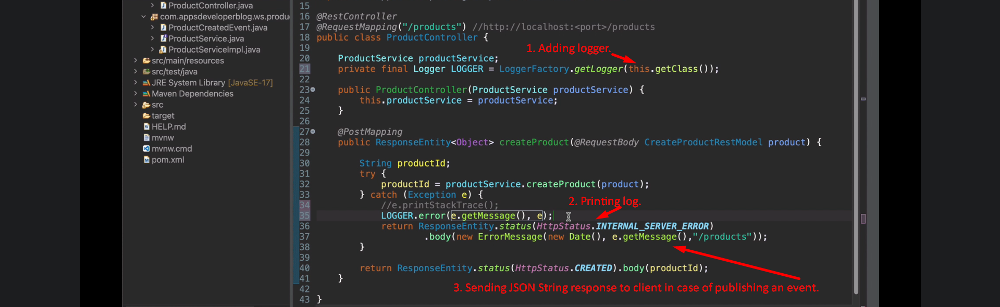 ProductController.java
com.appsdeveloperblog.ws.produ
ProductCreatedEvent.java
ProductService.java
ProductServiceImpl.java
src/main/resources
src/test/java
JRE System Library [JavaSE-17]
Maven Dependencies
src
target
HELP.md
mvnw
mvnw.cmd
pom.xml
15
16 @RestController
17 @RequestMapping("/products") //http://localhost:<port>/products
18 public class ProductController {
19
1. Adding logger.
20 ProductService productService;
21 private final Logger LOGGER = LoggerFactory.getLogger(this.getClass());
22
23 public ProductController(ProductService productService) {
24 this.productService = productService;
25 }
26
27 @PostMapping
28 public ResponseEntity<Object> createProduct(@RequestBody CreateProductRestModel product) {
29
30 String productId;
31 try {
32 productId = productService.createProduct(product);
33 } catch (Exception e) {
2. Printing log.
34 //e.printStackTrace();
35 LOGGER.error(e.getMessage(), e);
36 return ResponseEntity.status(HttpStatus.INTERNAL_SERVER_ERROR)
37 .body(new ErrorMessage(new Date(), e.getMessage(),"/products"));
38 }
39
40 return ResponseEntity.status(HttpStatus.CREATED).body(productId);
41 }
3. Sending JSON String response to client in case of publishing an event.
42
43 }